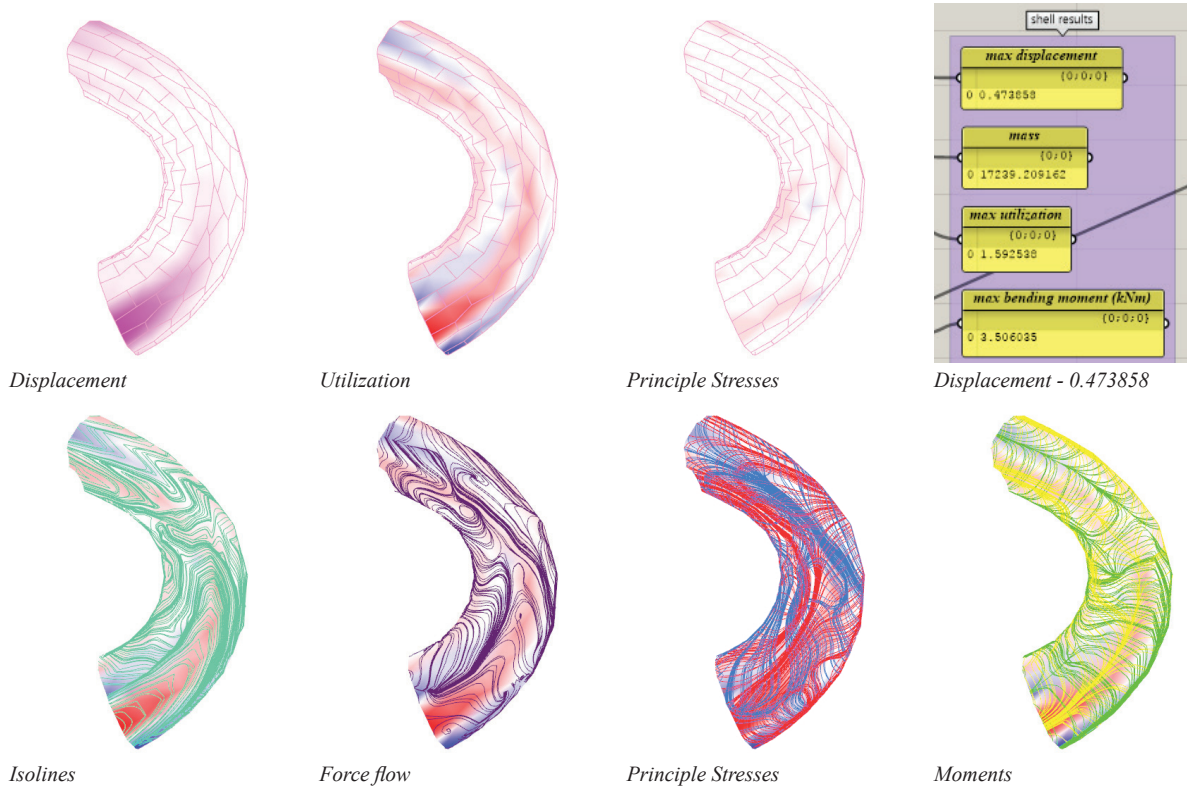 shell results
max displacement
{0;0;0}
0 0.473858
mass
{0;0}
0 17239.209162
max utilization
{0;0;0}
0 1.592538
max bending moment (kNm)
{0;0;0}
0 3.506035
Displacement
Utilization
Principle Stresses
Displacement - 0.473858
Isolines
Force flow
Principle Stresses
Moments